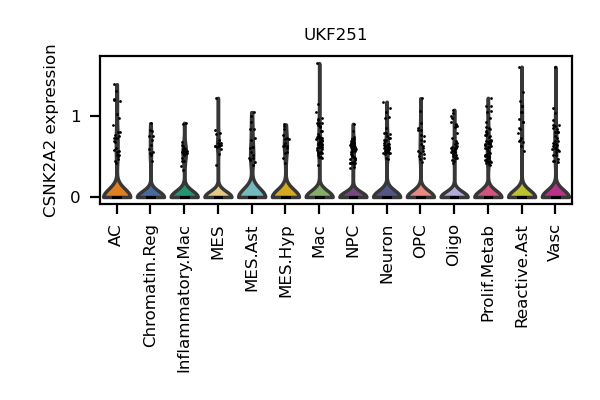 UKF251
CSNK2A2 expression
1
0
AC
Chromatin.Reg
Inflammatory.Mac
MES
MES.Ast
MES.Hyp
Mac
NPC
Neuron
OPC
Oligo
Prolif.Metab
Reactive.Ast
Vasc